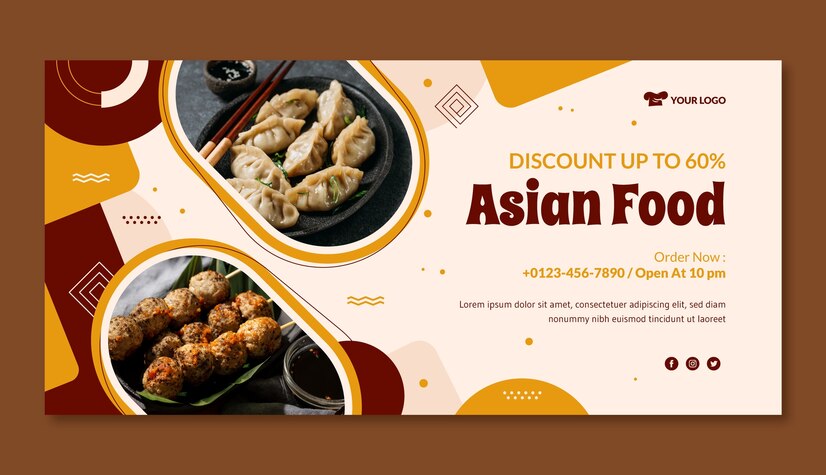 YOUR LOGO
DISCOUNT UP TO 60%
Asian Food
Order Now :
+0123-456-7890 / Open At 10 pm
Lorem ipsum dolor sit amet, consectetuer adipiscing elit, sed diam
nonummy nibh euismod tincidunt ut laoreet